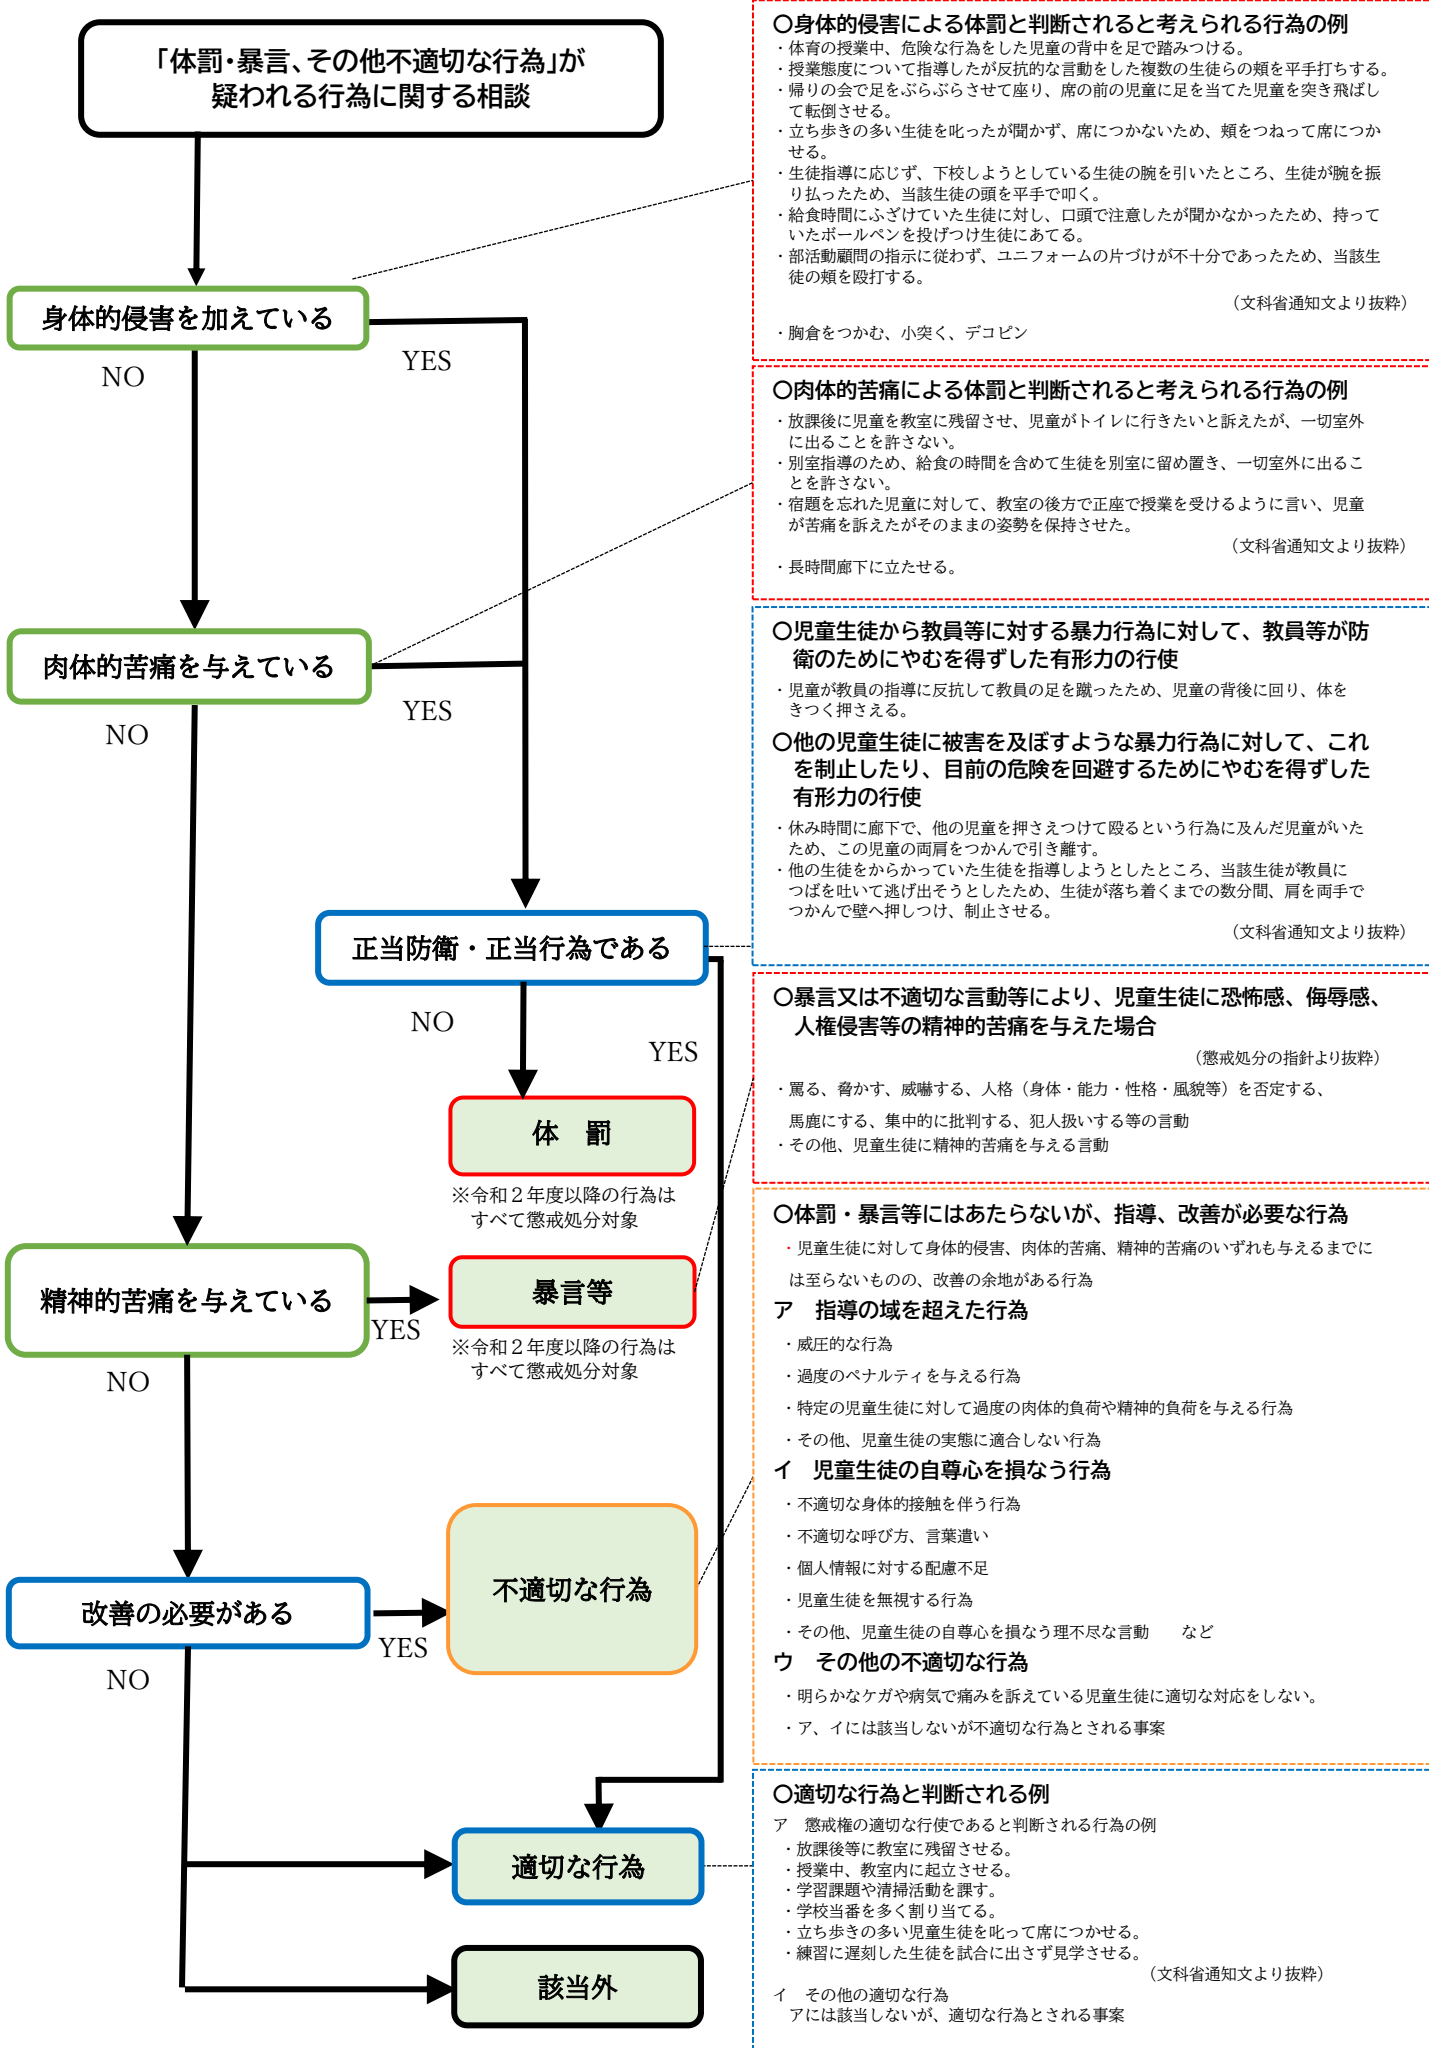 「体罰・暴言、その他不適切な行為」が
疑われる行為に関する相談
身体的侵害を加えている
YES
NO
肉体的苦痛を与えている
YES
NO
正当防衛・正当行為である
NO
YES
体　罰
※令和２年度以降の行為は
すべて懲戒処分対象
精神的苦痛を与えている
YES
NO
暴言等
※令和２年度以降の行為は
すべて懲戒処分対象
改善の必要がある
YES
NO
不適切な行為
適切な行為
該当外
〇身体的侵害による体罰と判断されると考えられる行為の例
・体育の授業中、危険な行為をした児童の背中を足で踏みつける。
・授業態度について指導したが反抗的な言動をした複数の生徒らの頬を平手打ちする。
・帰りの会で足をぶらぶらさせて座り、席の前の児童に足を当てた児童を突き飛ばし
て転倒させる。
・立ち歩きの多い生徒を叱ったが聞かず、席につかないため、頬をつねって席につか
せる。
・生徒指導に応じず、下校しようとしている生徒の腕を引いたところ、生徒が腕を振
り払ったため、当該生徒の頭を平手で叩く。
・給食時間にふざけていた生徒に対し、口頭で注意したが聞かなかったため、持って
いたボールペンを投げつけ生徒にあてる。
・部活動顧問の指示に従わず、ユニフォームの片づけが不十分であったため、当該生
徒の頬を殴打する。
（文科省通知文より抜粋）
・胸倉をつかむ、小突く、デコピン
〇肉体的苦痛による体罰と判断されると考えられる行為の例
・放課後に児童を教室に残留させ、児童がトイレに行きたいと訴えたが、一切室外
に出ることを許さない。
・別室指導のため、給食の時間を含めて生徒を別室に留め置き、一切室外に出るこ
とを許さない。
・宿題を忘れた児童に対して、教室の後方で正座で授業を受けるように言い、児童
が苦痛を訴えたがそのままの姿勢を保持させた。
（文科省通知文より抜粋）
・長時間廊下に立たせる。
〇児童生徒から教員等に対する暴力行為に対して、教員等が防
衛のためにやむを得ずした有形力の行使
・児童が教員の指導に反抗して教員の足を蹴ったため、児童の背後に回り、体を
きつく押さえる。
〇他の児童生徒に被害を及ぼすような暴力行為に対して、これ
を制止したり、目前の危険を回避するためにやむを得ずした
有形力の行使
・休み時間に廊下で、他の児童を押さえつけて殴るという行為に及んだ児童がいた
ため、この児童の両肩をつかんで引き離す。
・他の生徒をからかっていた生徒を指導しようとしたところ、当該生徒が教員に
つばを吐いて逃げ出そうとしたため、生徒が落ち着くまでの数分間、肩を両手で
つかんで壁へ押しつけ、制止させる。
（文科省通知文より抜粋）
〇暴言又は不適切な言動等により、児童生徒に恐怖感、侮辱感、
人権侵害等の精神的苦痛を与えた場合
（懲戒処分の指針より抜粋）
・罵る、脅かす、威嚇する、人格（身体・能力・性格・風貌等）を否定する、
馬鹿にする、集中的に批判する、犯人扱いする等の言動
・その他、児童生徒に精神的苦痛を与える言動
〇体罰・暴言等にはあたらないが、指導、改善が必要な行為
・児童生徒に対して身体的侵害、肉体的苦痛、精神的苦痛のいずれも与えるまでに
は至らないものの、改善の余地がある行為
ア　指導の域を超えた行為
・威圧的な行為
・過度のペナルティを与える行為
・特定の児童生徒に対して過度の肉体的負荷や精神的負荷を与える行為
・その他、児童生徒の実態に適合しない行為
イ　児童生徒の自尊心を損なう行為
・不適切な身体的接触を伴う行為
・不適切な呼び方、言葉遣い
・個人情報に対する配慮不足
・児童生徒を無視する行為
・その他、児童生徒の自尊心を損なう理不尽な言動　　など
ウ　その他の不適切な行為
・明らかなケガや病気で痛みを訴えている児童生徒に適切な対応をしない。
・ア、イには該当しないが不適切な行為とされる事案
〇適切な行為と判断される例
ア　懲戒権の適切な行使であると判断される行為の例
・放課後等に教室に残留させる。
・授業中、教室内に起立させる。
・学習課題や清掃活動を課す。
・学校当番を多く割り当てる。
・立ち歩きの多い児童生徒を叱って席につかせる。
・練習に遅刻した生徒を試合に出さず見学させる。
（文科省通知文より抜粋）
イ　その他の適切な行為
アには該当しないが、適切な行為とされる事案